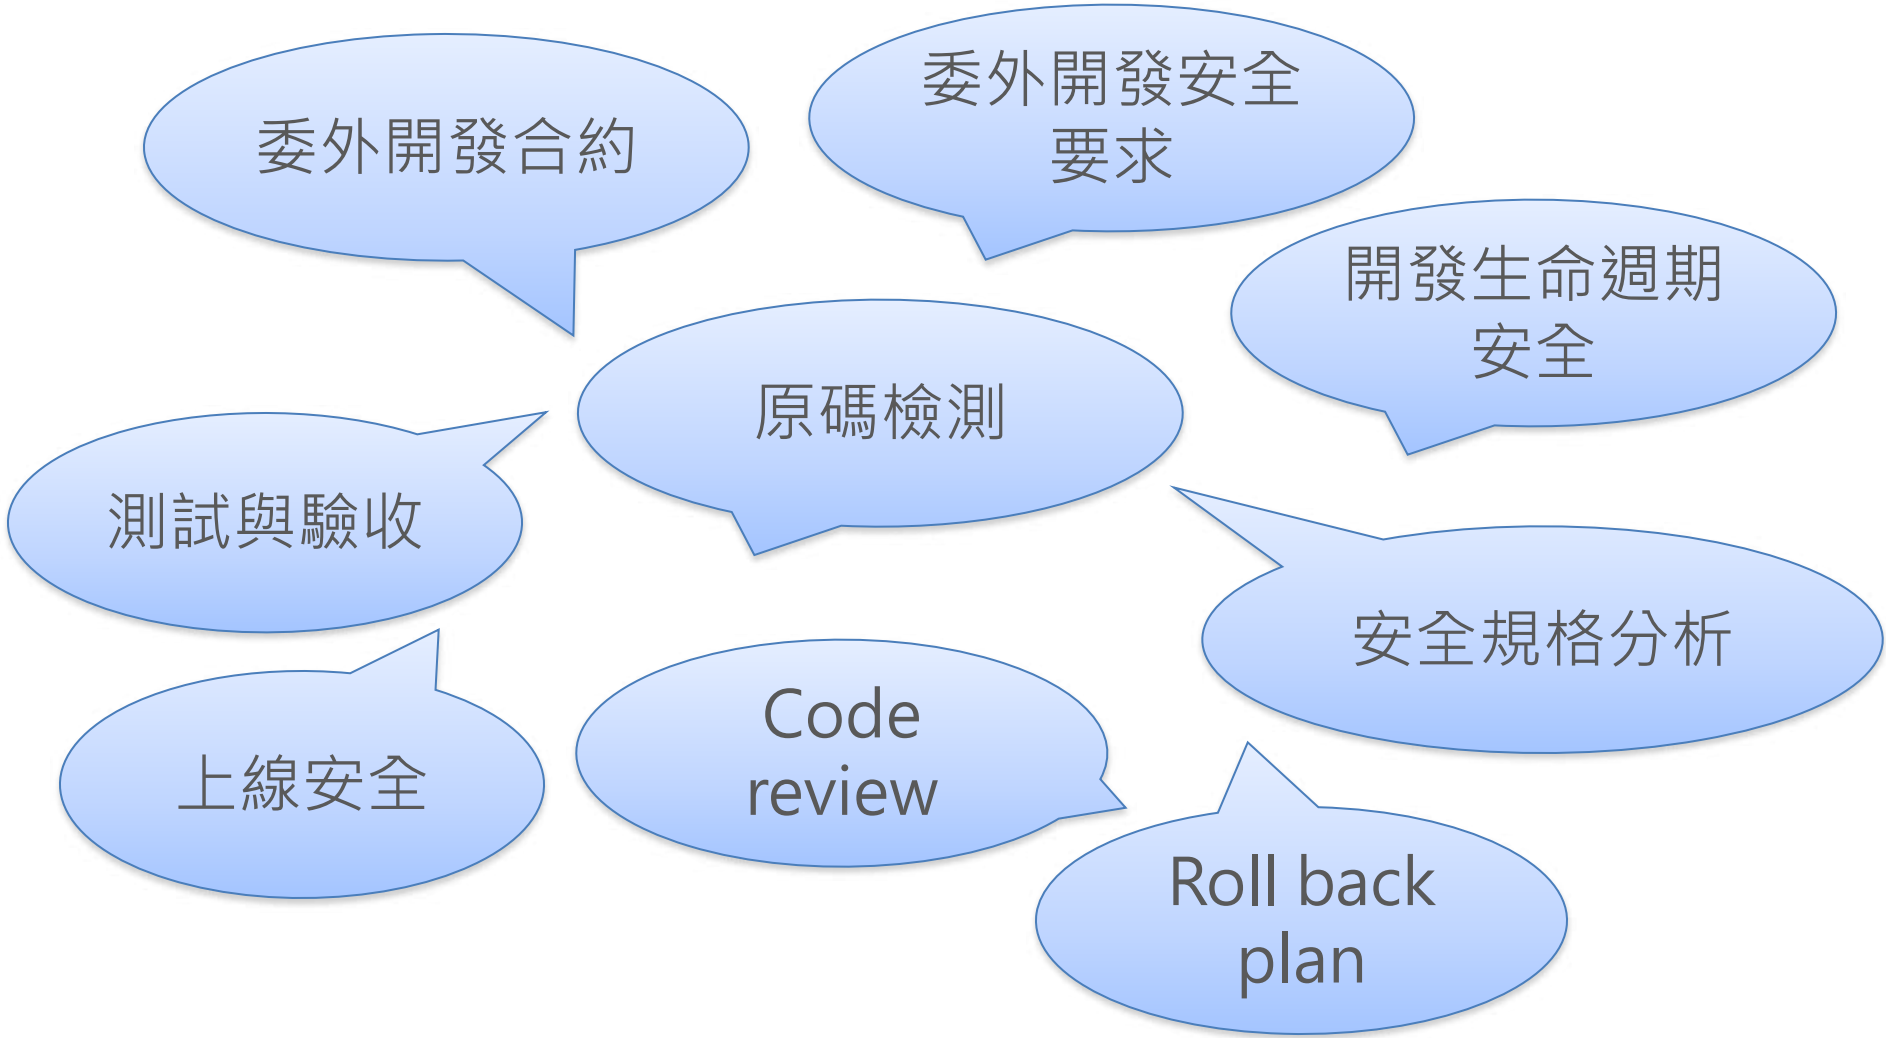 委外開發合約
委外開發安全
要求
開發生命週期
安全
原碼檢測
測試與驗收
安全規格分析
上線安全
Code
review
Roll back
plan